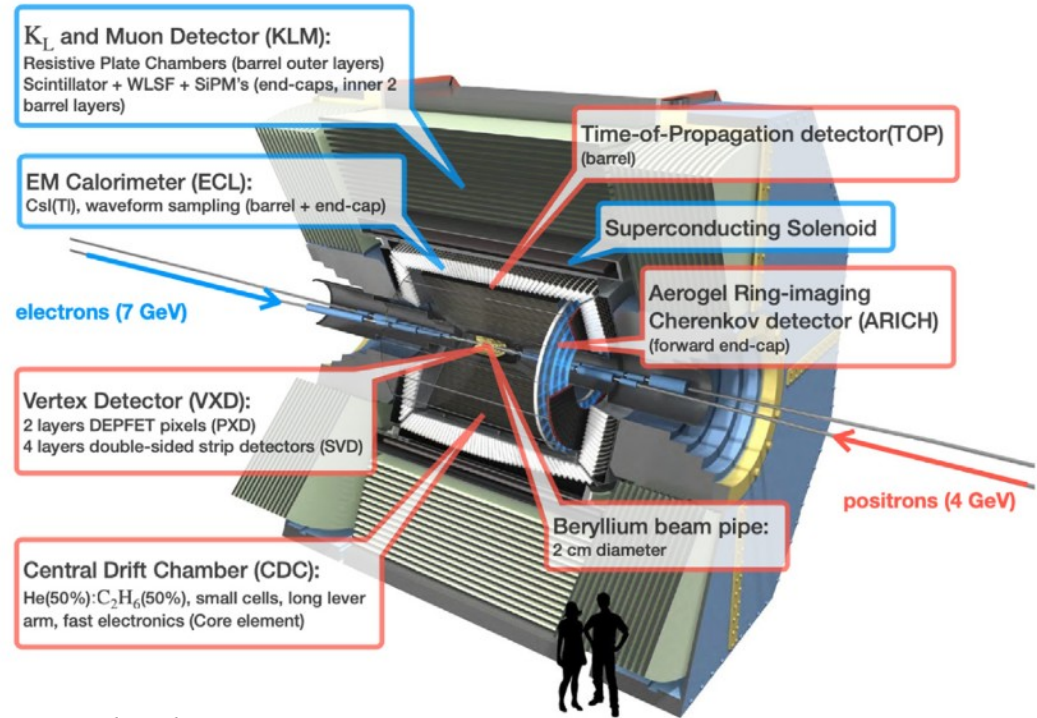 K_L and Muon Detector (KLM):
Resistive Plate Chambers (barrel outer layers)
Scintillator + WLSF + SiPM's (end-caps, inner 2
barrel layers)
Time-of-Propagation detector(TOP)
(barrel)
EM Calorimeter (ECL):
CsI(Tl), waveform sampling (barrel + end-cap)
Superconducting Solenoid
electrons (7 GeV)
Aerogel Ring-imaging
Cherenkov detector (ARICH)
(forward end-cap)
Vertex Detector (VXD):
2 layers DEPFET pixels (PXD)
4 layers double-sided strip detectors (SVD)
positrons (4 GeV)
Beryllium beam pipe:
2 cm diameter
Central Drift Chamber (CDC):
He(50%):C₂H₆(50%), small cells, long lever
arm, fast electronics (Core element)